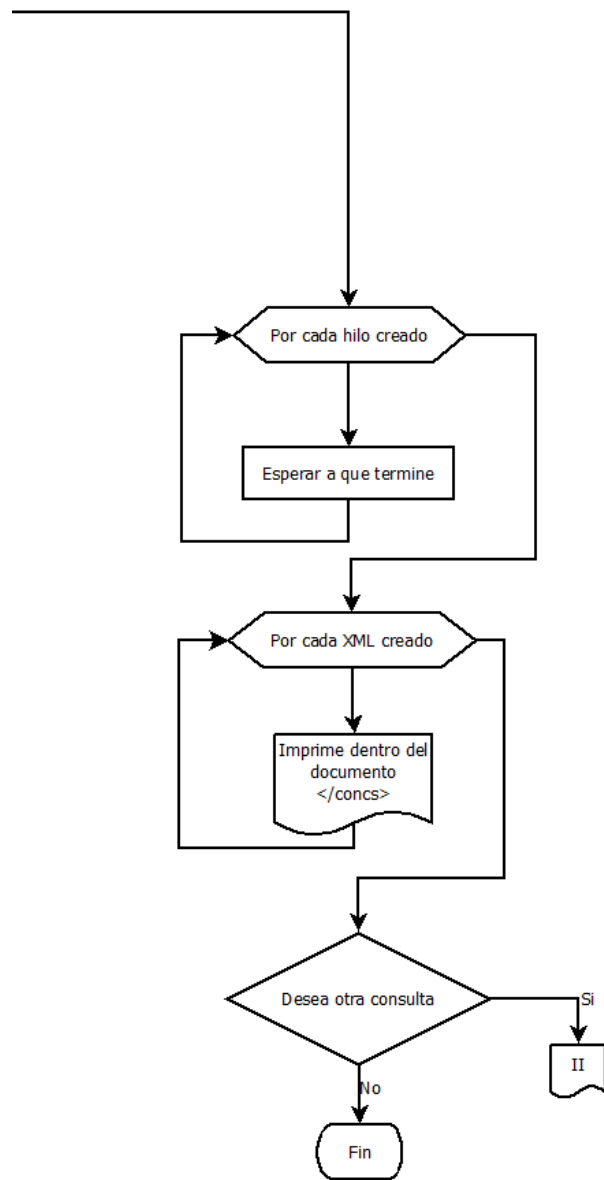 Por cada hilo creado
Esperar a que termine
Por cada XML creado
Imprime dentro del
documento
</concs>
Desea otra consulta
Si
II
No
Fin